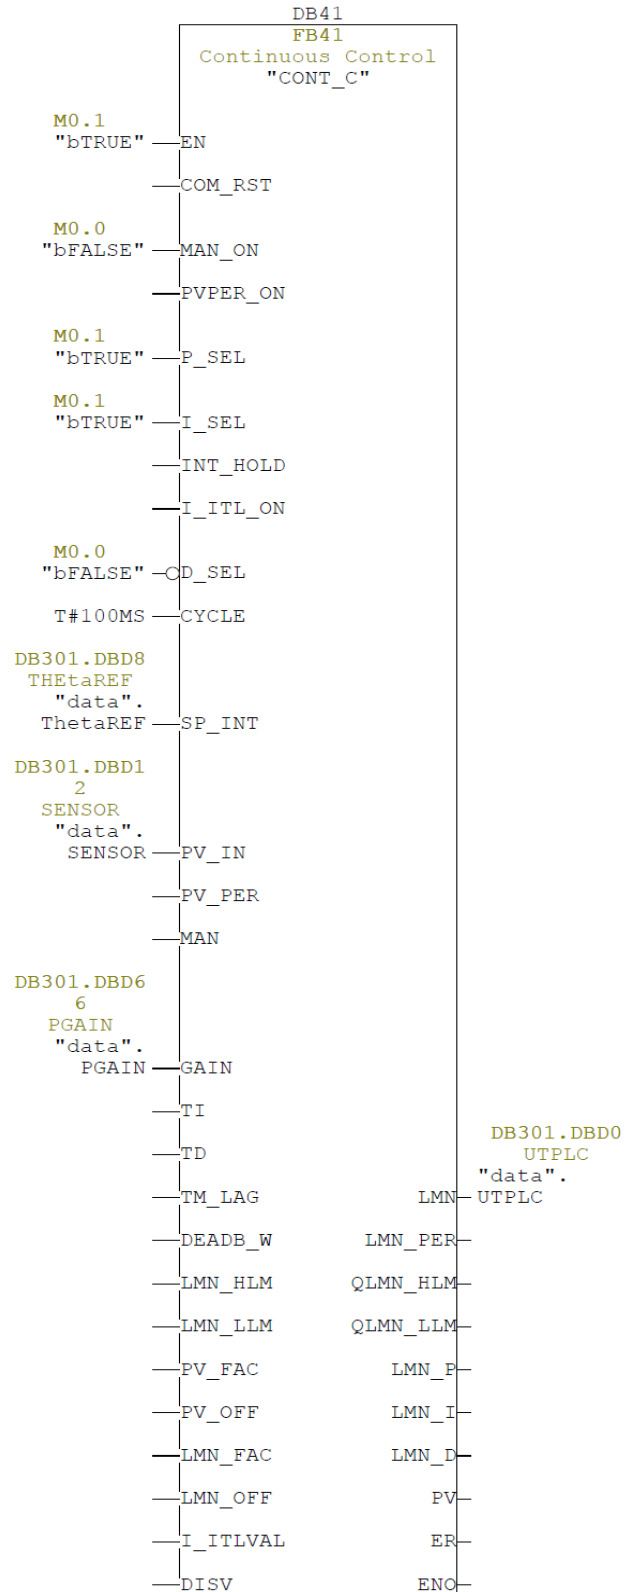 DB41
FB41
Continuous Control
"CONT_C"
M0.1
"bTRUE" EN
COM_RST
M0.0
"bFALSE" MAN_ON
PVPER_ON
M0.1
"bTRUE" P_SEL
M0.1
"bTRUE" I_SEL
INT_HOLD
I_ITL_ON
M0.0
"bFALSE" D_SEL
T#100MS CYCLE
DB301.DBD8
THEtaREF
"data".
ThetaREF SP_INT
DB301.DBD1
2
SENSOR
"data".
SENSOR PV_IN
PV_PER
MAN
DB301.DBD6
6
PGAIN
"data".
PGAIN GAIN
TI
DB301.DBD0
TD UTPLC
"data".
TM_LAG LMN UTPLC
DEADB_W LMN_PER
LMN_HLM QLMN_HLM
LMN_LLM QLMN_LLM
PV_FAC LMN_P
PV_OFF LMN_I
LMN_FAC LMN_D
LMN_OFF PV
I_ITLVAL ER
DISV ENO